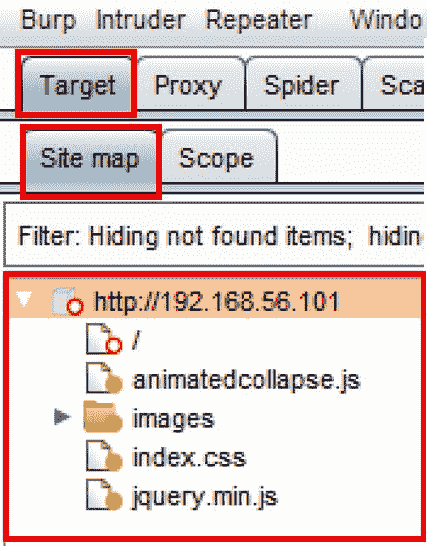 Burp Intruder Repeater Windo
Target Proxy Spider Sca
Site map Scope
Filter: Hiding not found items; hidin
http://192.168.56.101
/
animatedcollapse.js
images
index.css
jquery.min.js